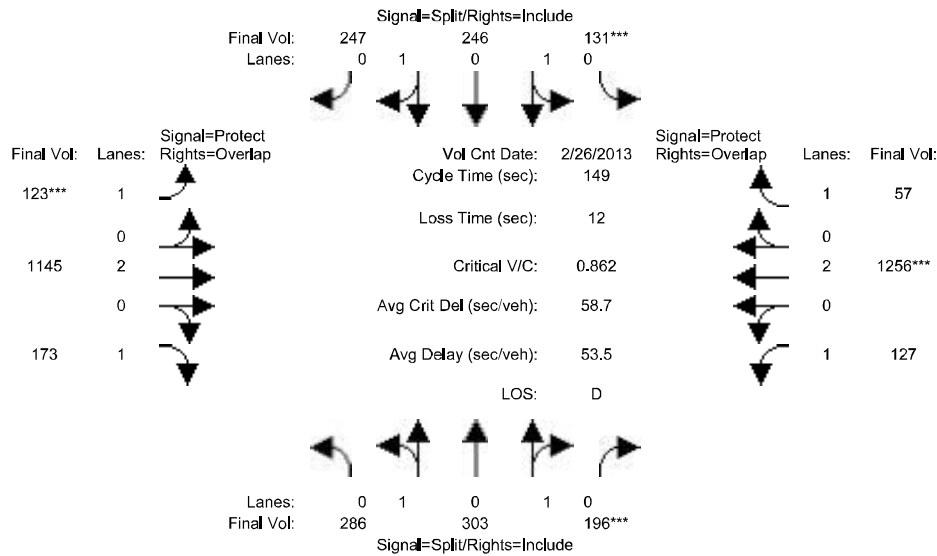 Signal=Split/Rights=Include
Final Vol: 247 246 131***
Lanes: 0 1 0 1 0
Signal=Protect Signal=Protect
Final Vol: Lanes: Rights=Overlap Vol Cnt Date: 2/26/2013 Rights=Overlap Lanes: Final Vol:
Cycle Time (sec): 149
123*** 1 1 57
Loss Time (sec): 12
0 0
1145 2 Critical V/C: 0.862 2 1256***
0 Avg Crit Del (sec/veh): 58.7 0
173 1 Avg Delay (sec/veh): 53.5 1 127
LOS: D
Lanes: 0 1 0 1 0
Final Vol: 286 303 196***
Signal=Split/Rights=Include